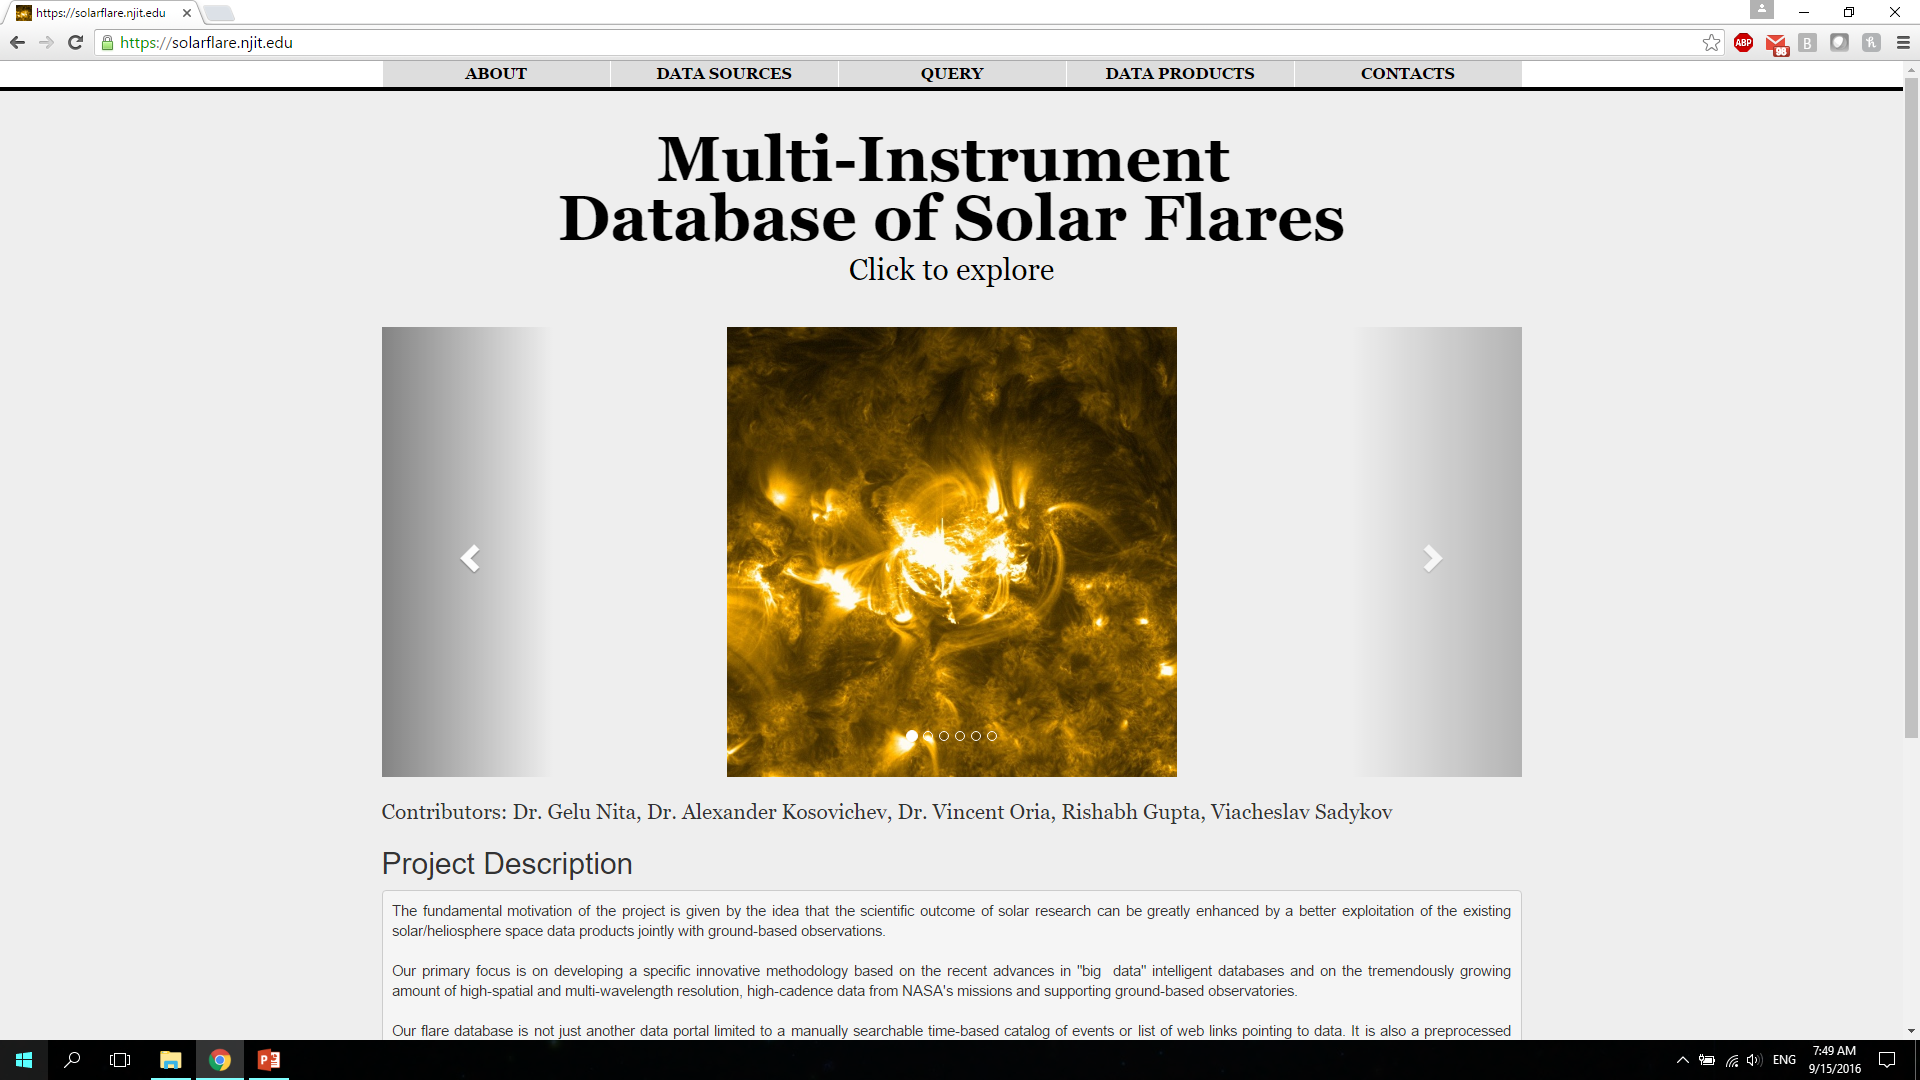 https://solarflare.njit.edu
https://solarflare.njit.edu
ABP
98
B
ABOUT DATA SOURCES QUERY DATA PRODUCTS CONTACTS
Multi-Instrument
Database of Solar Flares
Click to explore
Contributors: Dr. Gelu Nita, Dr. Alexander Kosovichev, Dr. Vincent Oria, Rishabh Gupta, Viacheslav Sadykov
Project Description
The fundamental motivation of the project is given by the idea that the scientific outcome of solar research can be greatly enhanced by a better exploitation of the existing
solar/heliosphere space data products jointly with ground-based observations.
Our primary focus is on developing a specific innovative methodology based on the recent advances in "big data" intelligent databases and on the tremendously growing
amount of high-spatial and multi-wavelength resolution, high-cadence data from NASA's missions and supporting ground-based observatories.
Our flare database is not just another data portal limited to a manually searchable time-based catalog of events or list of web links pointing to data. It is also a preprocessed
ENG
7:49 AM
9/15/2016